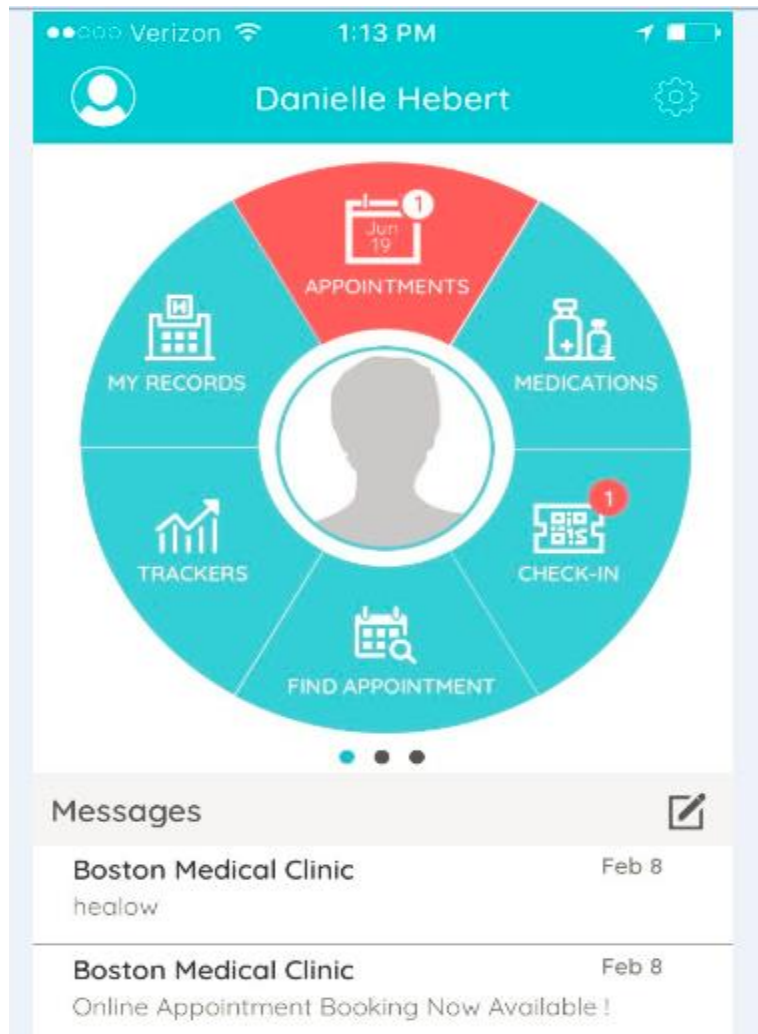 Verizon 1:13 PM
Danielle Hebert
1
Jun
19
APPOINTMENTS
H
MY RECORDS
MEDICATIONS
1
TRACKERS
CHECK-IN
FIND APPOINTMENT
Messages
Boston Medical Clinic Feb 8
healow
Boston Medical Clinic Feb 8
Online Appointment Booking Now Available !